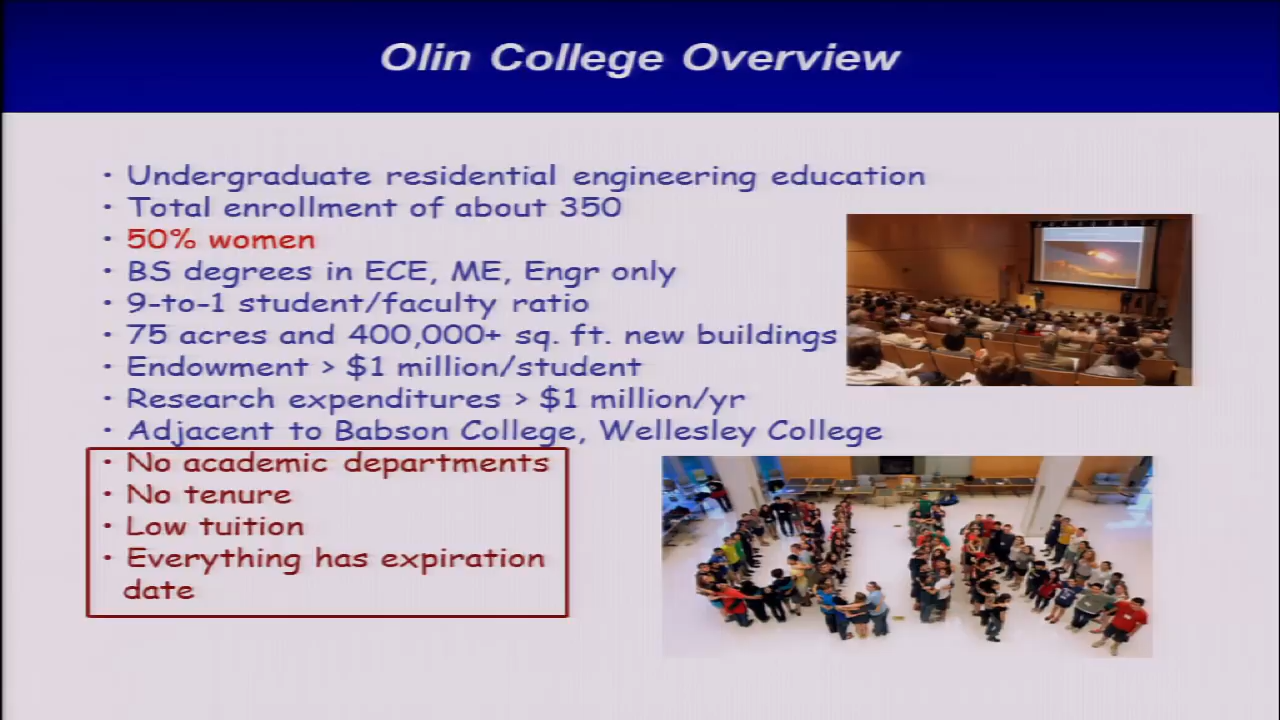 Olin College Overview
• Undergraduate residential engineering education
• Total enrollment of about 350
• 50% women
• BS degrees in ECE, ME, Engr only
• 9-to-1 student/faculty ratio
• 75 acres and 400,000+ sq. ft. new buildings
• Endowment > $1 million/student
• Research expenditures > $1 million/yr
• Adjacent to Babson College, Wellesley College
• No academic departments
• No tenure
• Low tuition
• Everything has expiration
date